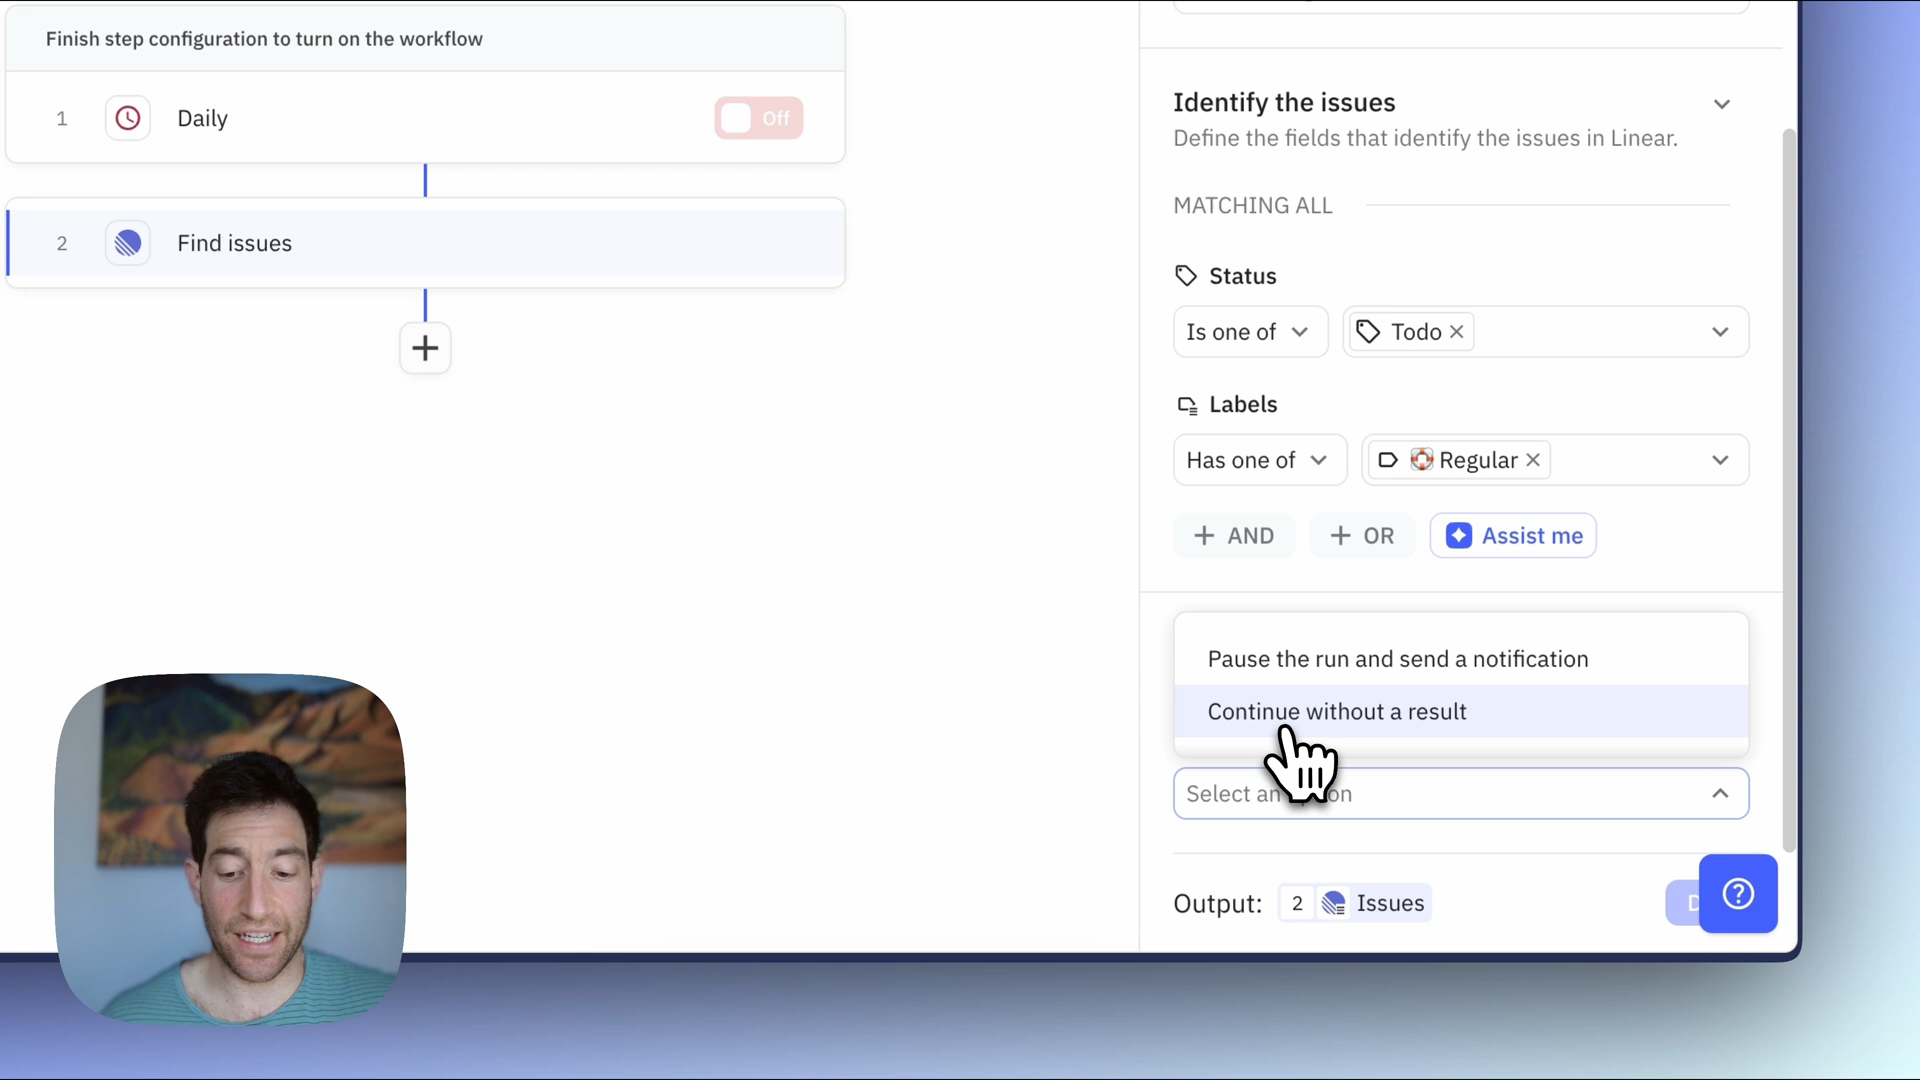 Finish step configuration to turn on the workflow
1 Daily Off
2 Find issues
Identify the issues
Define the fields that identify the issues in Linear.
MATCHING ALL
Status
Is one of Todo
Labels
Has one of Regular
AND OR Assist me
Pause the run and send a notification
Continue without a result
Select an
Output: 2 Issues